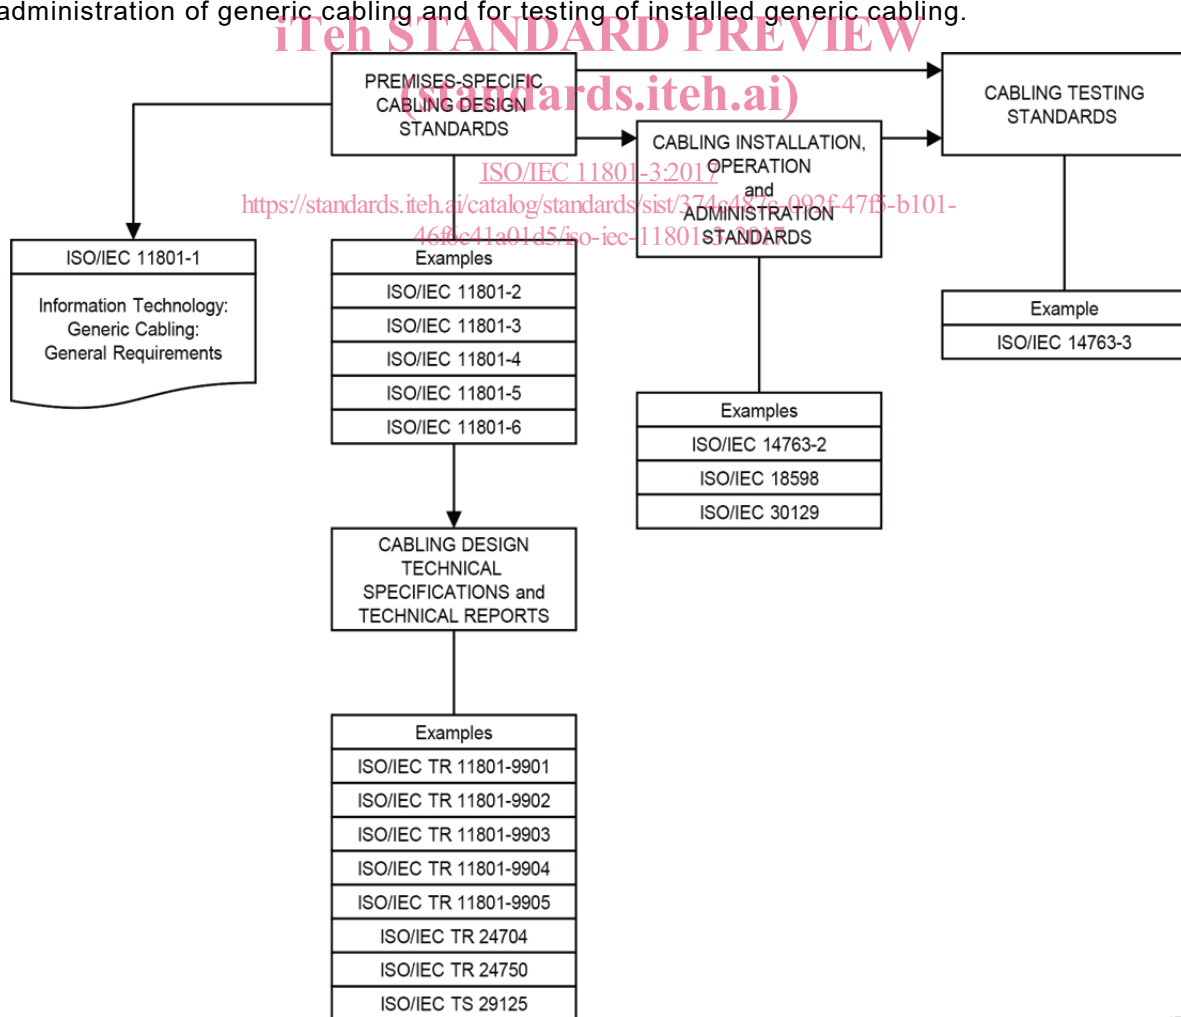 administration of generic cabling and for testing of installed generic cabling.
iTeh STANDARD PREVIEW
(standards.iteh.ai)
ISO/IEC 11801-3:2017
https://standards.iteh.ai/catalog/standards/sist/374c487c-092f-47f5-b101-
46f6c41a01d5/iso-iec-11801-3-2017
PREMISES-SPECIFIC
CABLING DESIGN
STANDARDS
CABLING TESTING
STANDARDS
CABLING INSTALLATION,
OPERATION
and
ADMINISTRATION
STANDARDS
ISO/IEC 11801-1
Information Technology:
Generic Cabling:
General Requirements
Examples
ISO/IEC 11801-2
ISO/IEC 11801-3
ISO/IEC 11801-4
ISO/IEC 11801-5
ISO/IEC 11801-6
Example
ISO/IEC 14763-3
Examples
ISO/IEC 14763-2
ISO/IEC 18598
ISO/IEC 30129
CABLING DESIGN
TECHNICAL
SPECIFICATIONS and
TECHNICAL REPORTS
Examples
ISO/IEC TR 11801-9901
ISO/IEC TR 11801-9902
ISO/IEC TR 11801-9903
ISO/IEC TR 11801-9904
ISO/IEC TR 11801-9905
ISO/IEC TR 24704
ISO/IEC TR 24750
ISO/IEC TS 29125